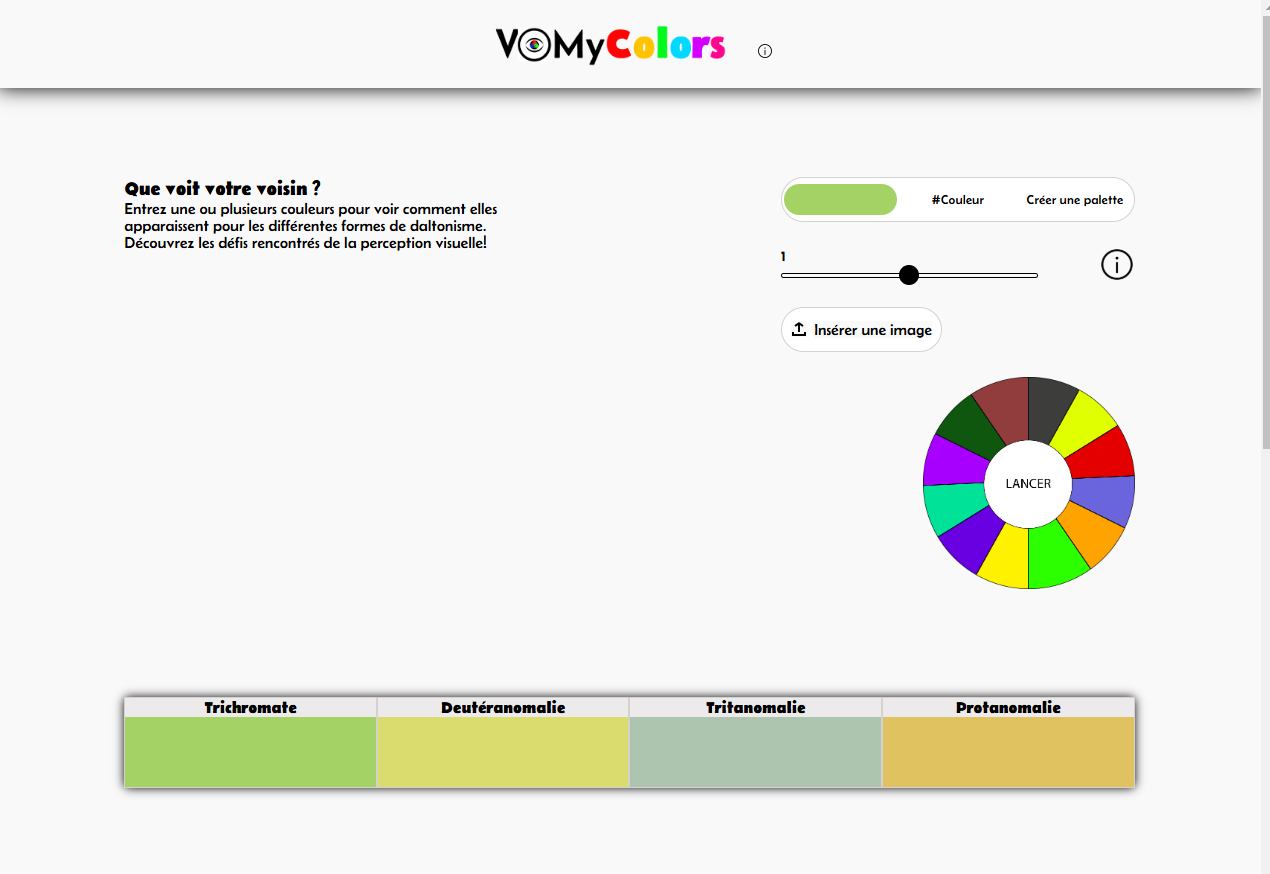 VOMyColors
Que voit votre voisin ?
Entrez une ou plusieurs couleurs pour voir comment elles
apparaissent pour les différentes formes de daltonisme.
Découvrez les défis rencontrés de la perception visuelle!
#Couleur
Créer une palette
1
Insérer une image
LANCER
Trichromate
Deutéranomalie
Tritanomalie
Protanomalie